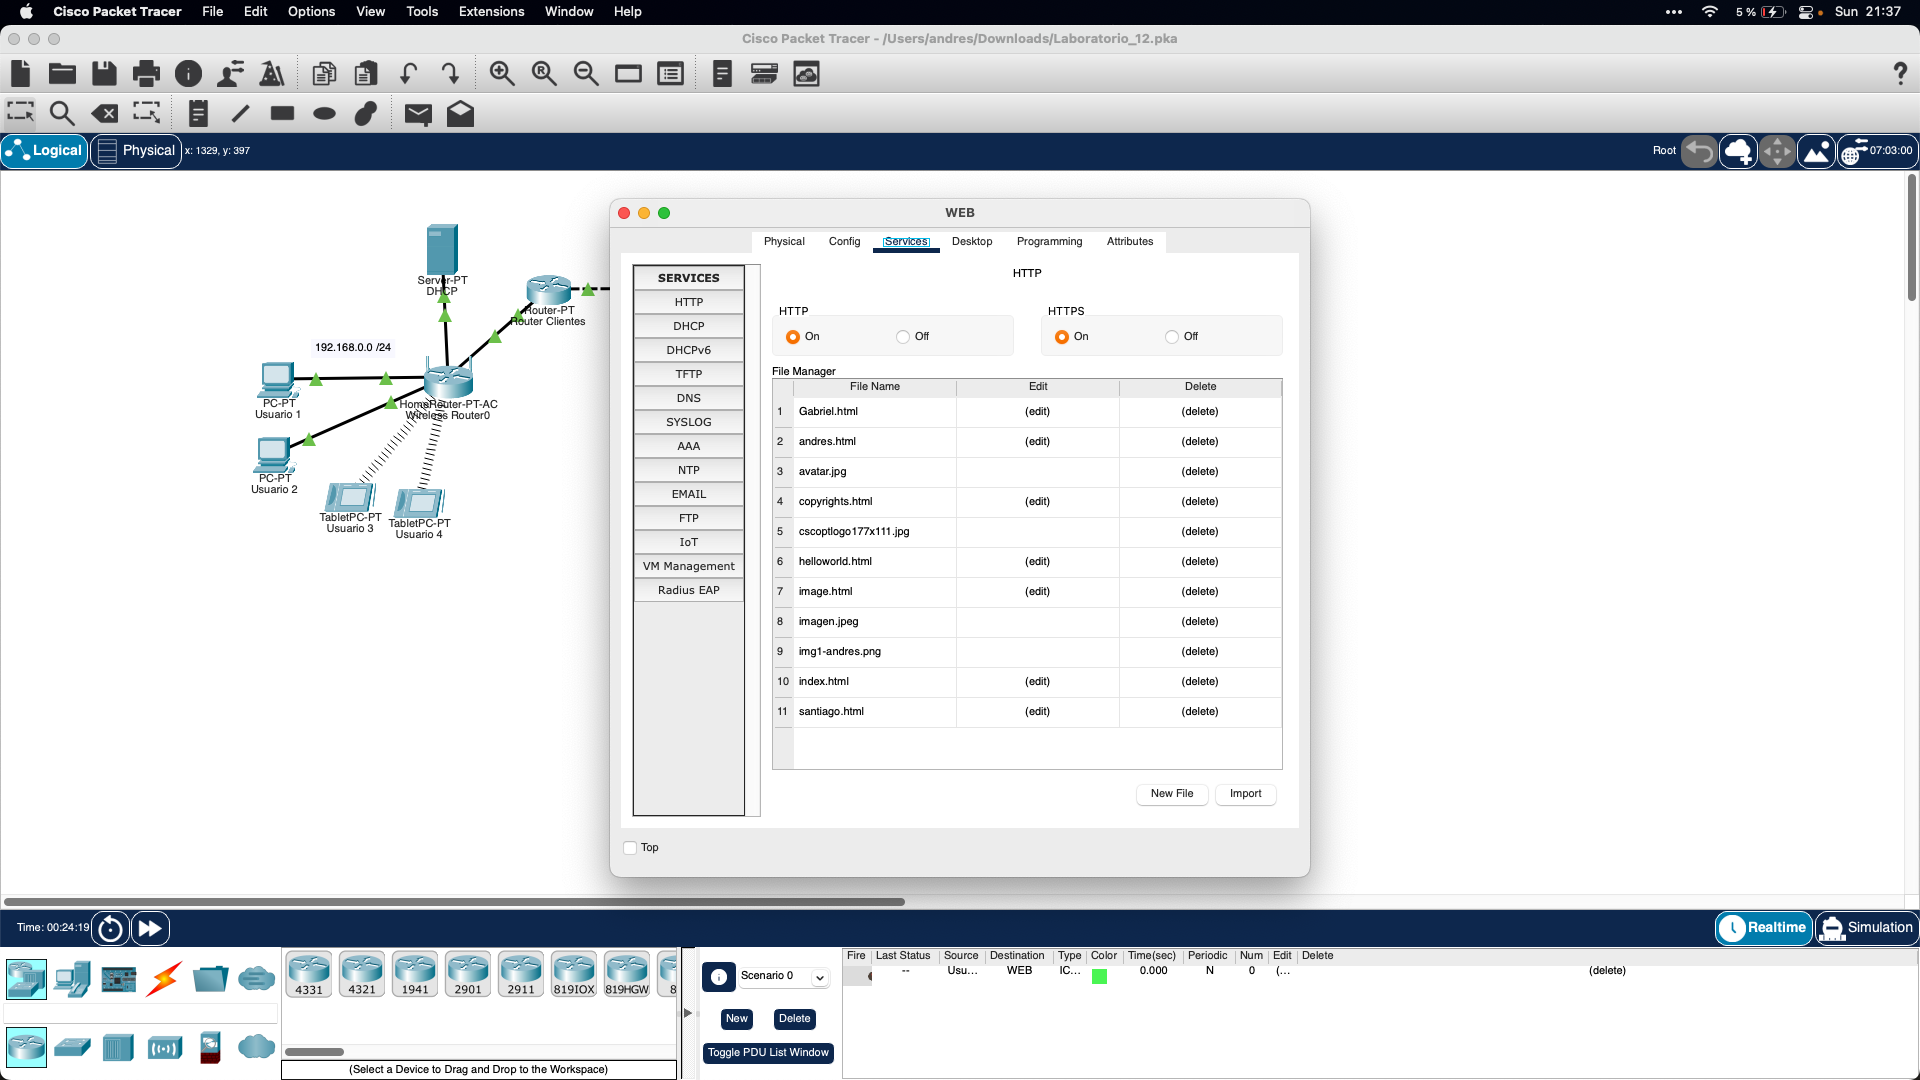 Cisco Packet Tracer File Edit Options View Tools Extensions Window Help
5 % Sun 21:37
Cisco Packet Tracer - /Users/andres/Downloads/Laboratorio_12.pka
Logical Physical x: 1329, y: 397
Root 07:03:00
Server-PT
DHCP
Router-PT
Router Clientes
192.168.0.0 /24
PC-PT
Usuario 1
HomeRouter-PT-AC
Wireless Router0
PC-PT
Usuario 2
TabletPC-PT
Usuario 3
TabletPC-PT
Usuario 4
WEB
Physical Config Services Desktop Programming Attributes
SERVICES
HTTP
DHCP
DHCPv6
TFTP
DNS
SYSLOG
AAA
NTP
EMAIL
FTP
IoT
VM Management
Radius EAP
HTTP
HTTP
On Off
HTTPS
On Off
File Manager
File Name Edit Delete
1 Gabriel.html (edit) (delete)
2 andres.html (edit) (delete)
3 avatar.jpg (delete)
4 copyrights.html (edit) (delete)
5 cscoptlogo177x111.jpg (delete)
6 helloworld.html (edit) (delete)
7 image.html (edit) (delete)
8 imagen.jpeg (delete)
9 img1-andres.png (delete)
10 index.html (edit) (delete)
11 santiago.html (edit) (delete)
New File Import
Top
Time: 00:24:19
Realtime Simulation
4331 4321 1941 2901 2911 819IOX 819HGW 8
(Select a Device to Drag and Drop to the Workspace)
Scenario 0
New Delete
Toggle PDU List Window
Fire Last Status Source Destination Type Color Time(sec) Periodic Num Edit Delete
-- Usu... WEB IC... 0.000 N 0 (... (delete)